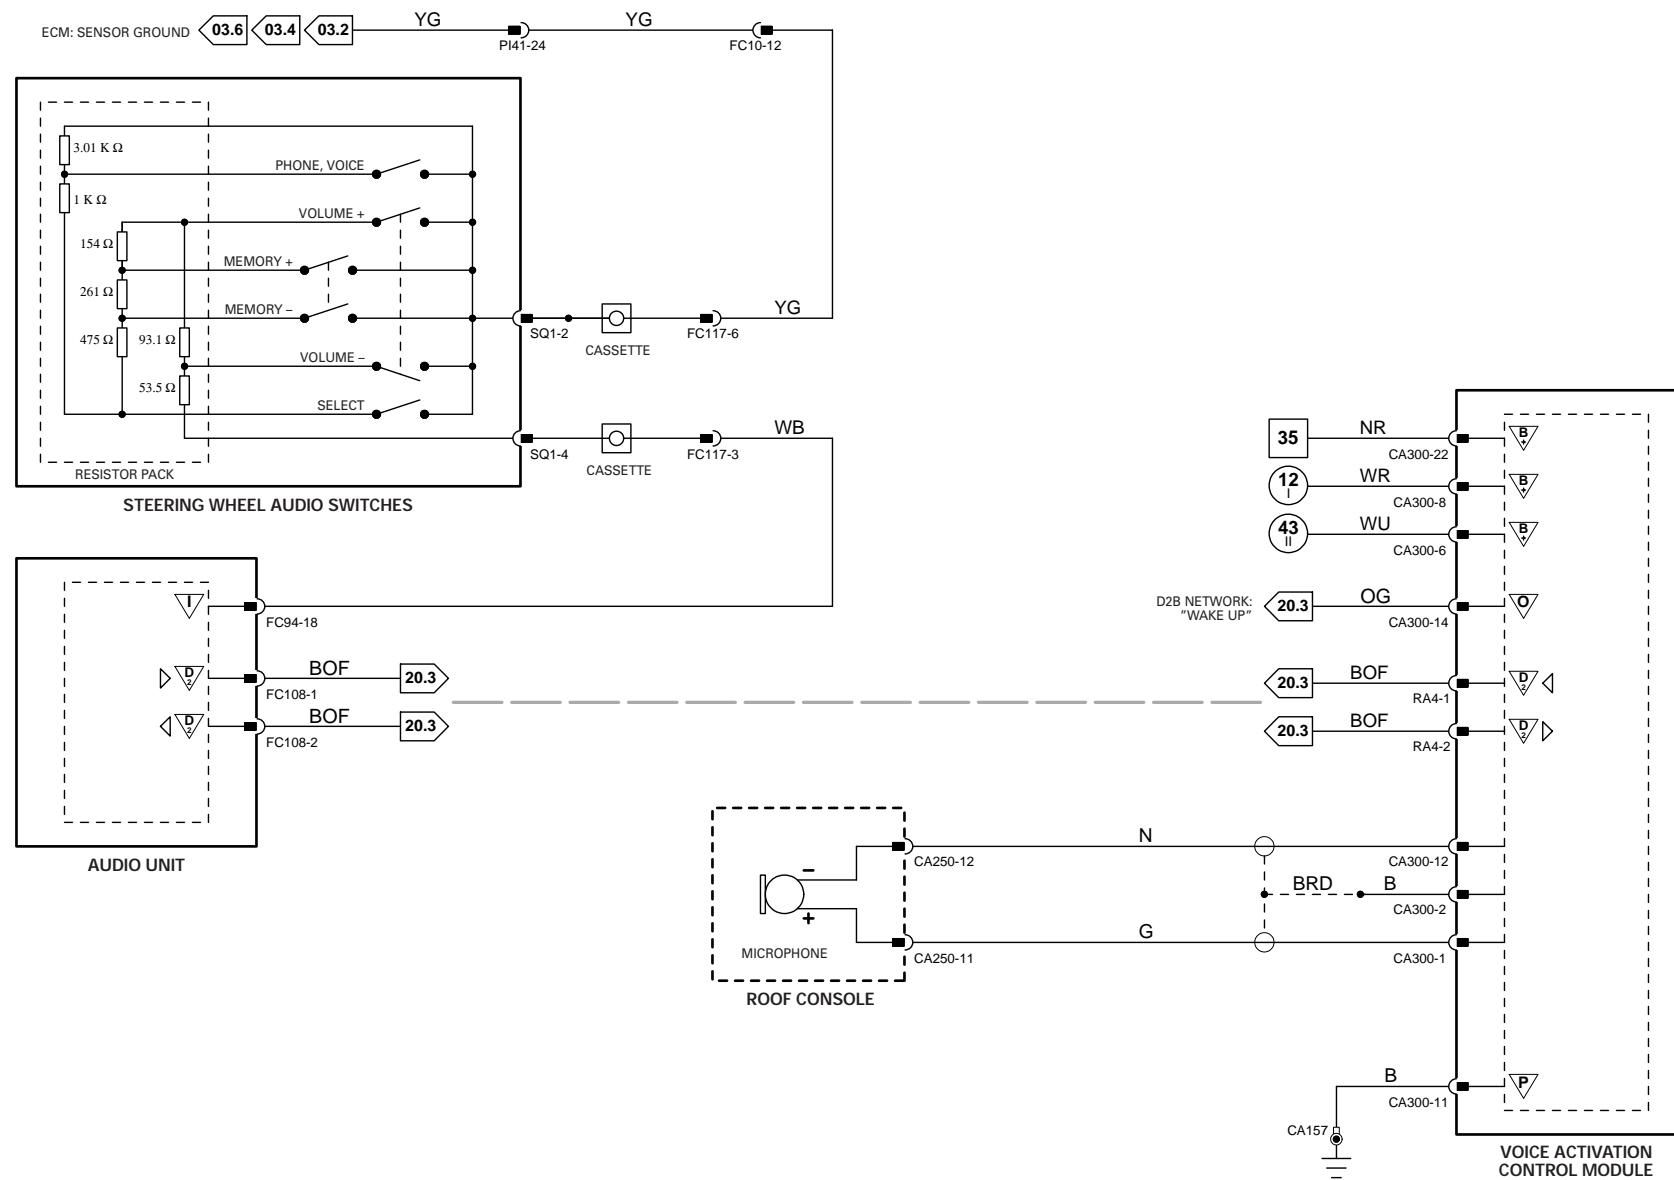 ECM: SENSOR GROUND 03.6 03.4 03.2 YG YG
PI41-24 FC10-12
3.01 K Ω
PHONE, VOICE
1 K Ω
VOLUME +
154 Ω
MEMORY +
261 Ω
MEMORY –
475 Ω 93.1 Ω
VOLUME –
53.5 Ω
SELECT
RESISTOR PACK
STEERING WHEEL AUDIO SWITCHES
SQ1-2 CASSETTE FC117-6 YG
SQ1-4 CASSETTE FC117-3 WB
I
FC94-18
D2 BOF 20.3
FC108-1
D2 BOF 20.3
FC108-2
AUDIO UNIT
35 NR B+
CA300-22
12 I WR B+
CA300-8
43 II WU B+
CA300-6
D2B NETWORK:
"WAKE UP"
20.3 OG O
CA300-14
20.3 BOF D2
RA4-1
20.3 BOF D2
RA4-2
CA250-12 N CA300-12
BRD B
CA300-2
– +
MICROPHONE
CA250-11 G CA300-1
ROOF CONSOLE
B P
CA300-11
CA157
VOICE ACTIVATION
CONTROL MODULE